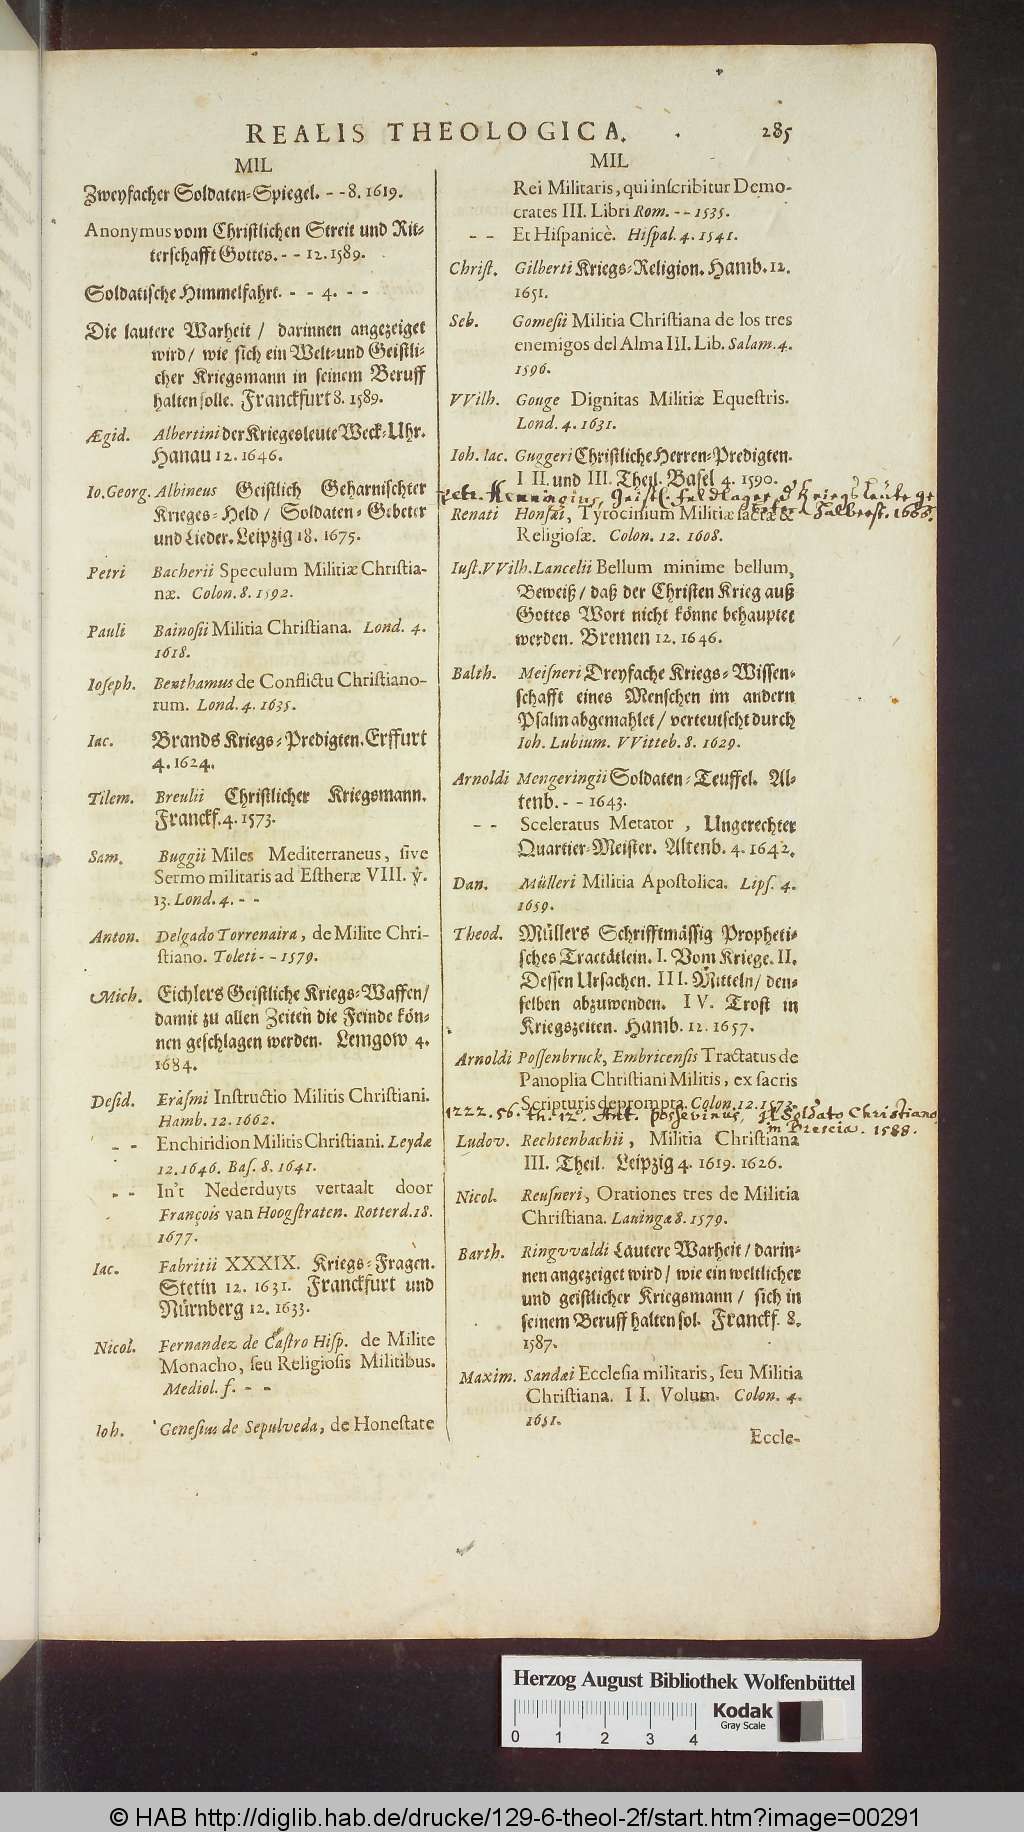 REALIS THEOLOGICA. 285
MIL
Zweyfacher Soldaten-Spiegel. - - 8. 1619.
Anonymus vom Christlichen Streit und Rit-
terschafft Gottes. - - 12. 1589.
Soldatische Himmelfahrt. - - 4. - -
Die lautere Warheit / darinnen angezeiget
wird / wie sich ein Welt-und Geistli-
cher Kriegsmann in seinem Beruff
halten solle. Franckfurt 8. 1589.
Ægid. Albertini der Kriegesleute Weck-Uhr.
Hanau 12. 1646.
Io. Georg. Albineus Geistlich Geharnischter
Krieges-Held / Soldaten-Gebeter
und Lieder. Leipzig 18. 1675.
Petri Bacherii Speculum Militiæ Christia-
næ. Colon. 8. 1592.
Pauli Bainosii Militia Christiana. Lond. 4.
1618.
Ioseph. Benthamus de Conflictu Christiano-
rum. Lond. 4. 1635.
Iac. Brands Kriegs-Predigten. Erffurt
4. 1624.
Tilem. Breulii Christlicher Kriegsmann.
Franckf. 4. 1573.
Sam. Buggii Miles Mediterraneus, sive
Sermo militaris ad Estheræ VIII. v.
13. Lond. 4. - -
Anton. Delgado Torrenaira, de Milite Chri-
stiano. Toleti - - 1579.
Mich. Eichlers Geistliche Kriegs-Waffen /
damit zu allen Zeiten die Feinde kön-
nen geschlagen werden. Lemgow 4.
1684.
Desid. Erasmi Instructio Militis Christiani.
Hamb. 12. 1662.
- - Enchiridion Militis Christiani. Leydæ
12. 1646. Bas. 8. 1641.
- - In't Nederduyts vertaalt door
François van Hoogstraten. Rotterd. 18.
1677.
Iac. Fabritii XXXIX. Kriegs-Fragen.
Stetin 12. 1631. Franckfurt und
Nürnberg 12. 1633.
Nicol. Fernandez de Castro Hisp. de Milite
Monacho, seu Religiosis Militibus.
Mediol. f. - -
Ioh. Genesius de Sepulveda, de Honestate
MIL
Rei Militaris, qui inscribitur Demo-
crates III. Libri Rom. - - 1535.
- - Et Hispanicè. Hispal. 4. 1541.
Christ. Gilberti Kriegs-Religion. Hamb. 12.
1651.
Seb. Gomesii Militia Christiana de los tres
enemigos del Alma III. Lib. Salam. 4.
1596.
VVilh. Gouge Dignitas Militiæ Equestris.
Lond. 4. 1631.
Ioh. Iac. Guggeri Christliche Herren-Predigten.
I II. und III. Theil. Basel 4. 1590.
Petr. Henningius, Geistl. Feldlager d Kriegsleute
Halberst. 1666.
Renati Honsæi, Tyrocinium Militiæ sacræ &
Religiosæ. Colon. 12. 1608.
Iust. VVilh. Lancelii Bellum minime bellum,
Beweiß / daß der Christen Krieg auß
Gottes Wort nicht könne behauptet
werden. Bremen 12. 1646.
Balth. Meisneri Dreyfache Kriegs-Wissen-
schafft eines Menschen im andern
Psalm abgemahlet / verteutscht durch
Ioh. Lubium. VVitteb. 8. 1629.
Arnoldi Mengeringii Soldaten-Teuffel. Al-
tenb. - - 1643.
- - Sceleratus Metator, Ungerechter
Quartier-Meister. Altenb. 4. 1642.
Dan. Mülleri Militia Apostolica. Lips. 4.
1659.
Theod. Müllers Schrifftmässig Propheti-
sches Tractätlein. I. Vom Kriege. II.
Dessen Ursachen. III. Mitteln / den-
selben abzuwenden. IV. Trost in
Kriegszeiten. Hamb. 12. 1657.
Arnoldi Possenbruck, Embricensis Tractatus de
Panoplia Christiani Militis, ex sacris
Scripturis deprompta. Colon. 12. 1573.
1222. 56. Th. 12º. Ant. Possevinus, il Soldato Christiano
in Brescia. 1588.
Ludov. Rechtenbachii, Militia Christiana
III. Theil. Leipzig 4. 1619. 1626.
Nicol. Reusneri, Orationes tres de Militia
Christiana. Lauingæ 8. 1579.
Barth. Ringvvaldi Lautere Warheit / darin-
nen angezeiget wird / wie ein weltlicher
und geistlicher Kriegsmann / sich in
seinem Beruff halten sol. Franckf. 8.
1587.
Maxim. Sandæi Ecclesia militaris, seu Militia
Christiana. II. Volum. Colon. 4.
1651.
Eccle-
Herzog August Bibliothek Wolfenbüttel
Kodak
Gray Scale
0 1 2 3 4
© HAB http://diglib.hab.de/drucke/129-6-theol-2f/start.htm?image=00291